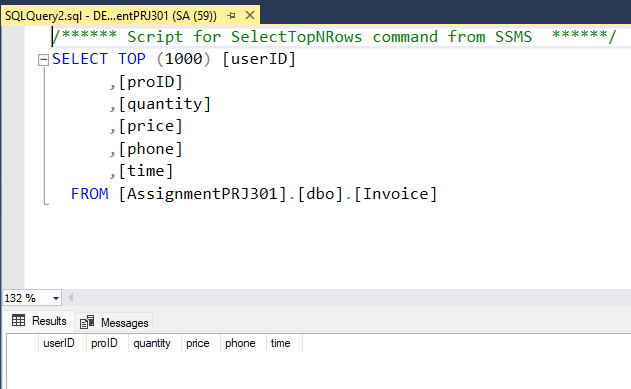 SQLQuery2.sql - DE...entPRJ301 (SA (59))
/****** Script for SelectTopNRows command from SSMS  ******/
SELECT TOP (1000) [userID]
      ,[proID]
      ,[quantity]
      ,[price]
      ,[phone]
      ,[time]
  FROM [AssignmentPRJ301].[dbo].[Invoice]
132 %
Results Messages
userID proID quantity price phone time